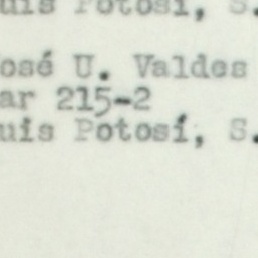 uis Potosí, S.
osé U. Valdes
ar 215-2
uis Potosí, S.